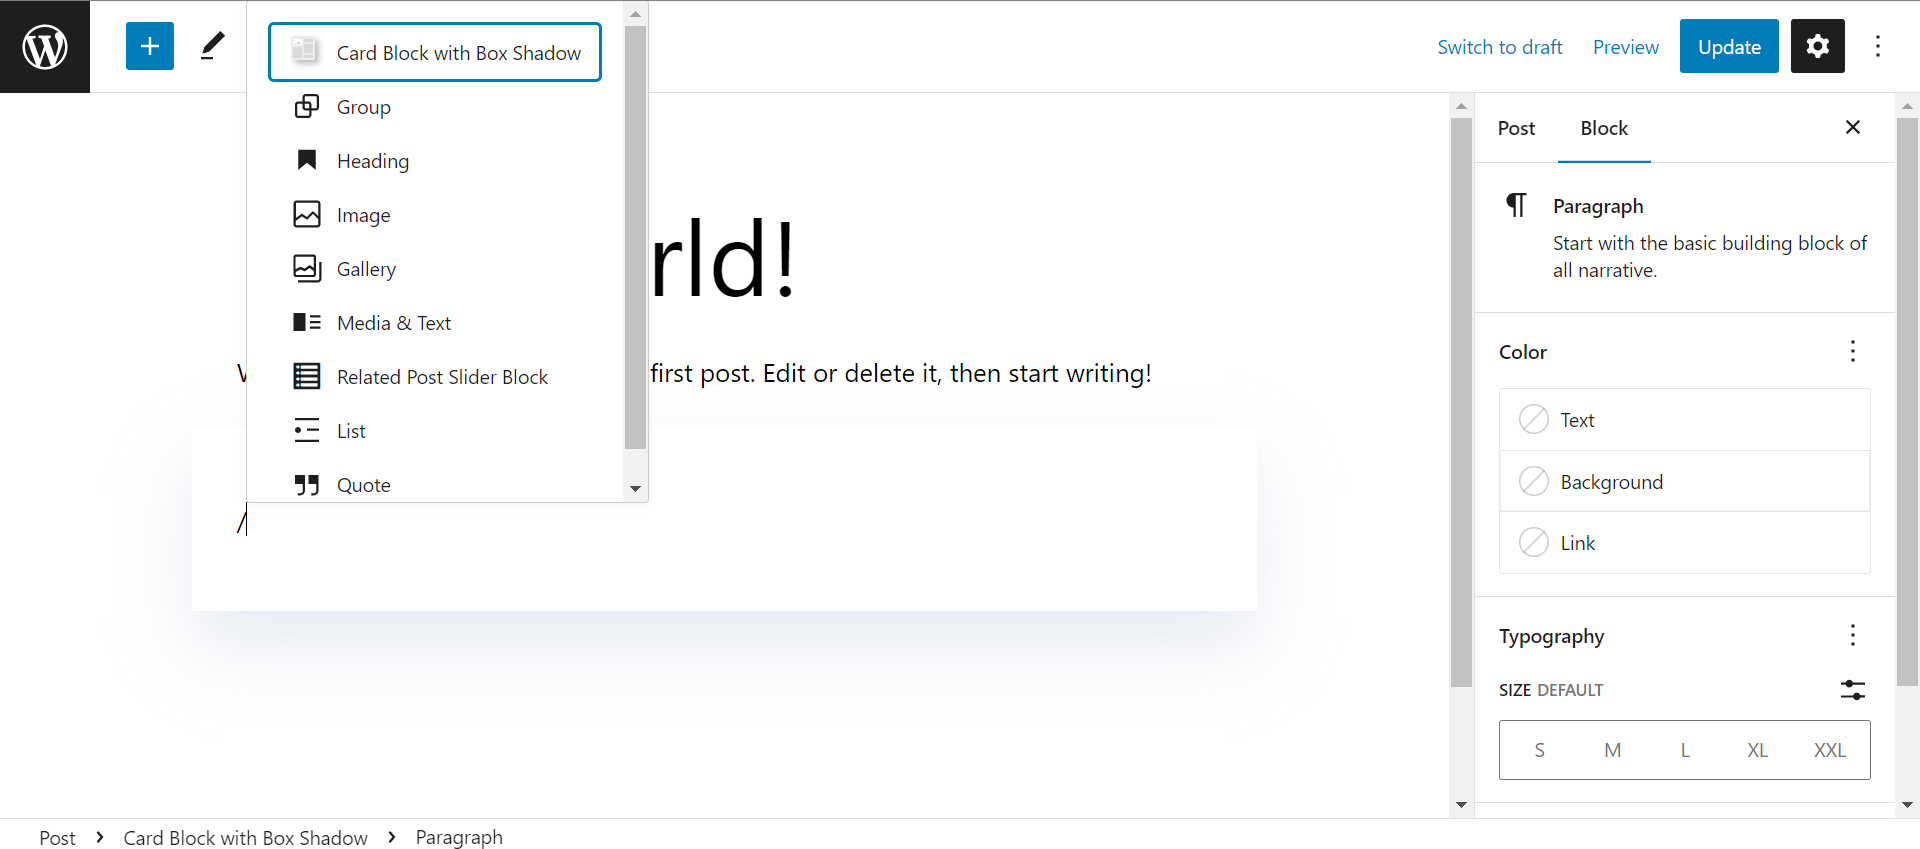 Card Block with Box Shadow
Group
Heading
Image
Gallery
Media & Text
Related Post Slider Block
List
Quote
Switch to draft
Preview
Update
rld!
first post. Edit or delete it, then start writing!
/
Post
Block
Paragraph
Start with the basic building block of
all narrative.
Color
Text
Background
Link
Typography
SIZE DEFAULT
S M L XL XXL
Post > Card Block with Box Shadow > Paragraph